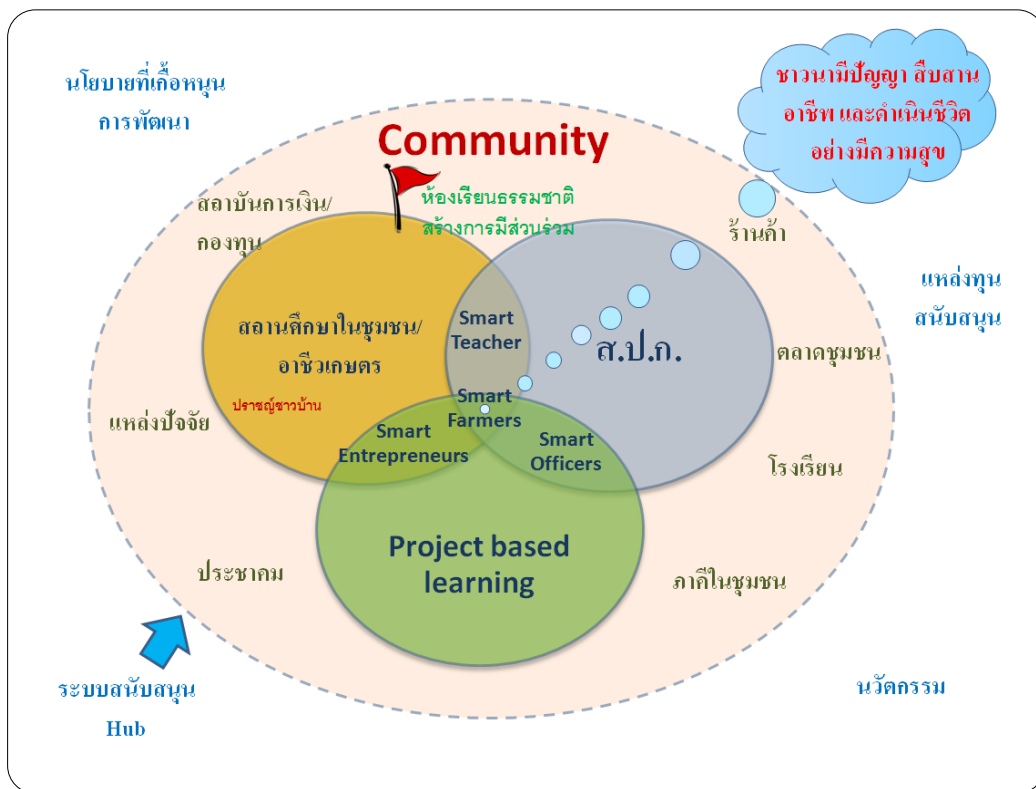 นโยบายที่เกื้อหนุน
การพัฒนา
ชาวนามีปัญญา สืบสาน
อาชีพ และดำเนินชีวิต
อย่างมีความสุข
Community
สถาบันการเงิน/
กองทุน
ห้องเรียนธรรมชาติ
สร้างการมีส่วนร่วม
ร้านค้า
แหล่งทุน
สนับสนุน
สถานศึกษาในชุมชน/
อาชีวเกษตร
ปราชญ์ชาวบ้าน
Smart
Teacher
ส.ป.ก.
ตลาดชุมชน
แหล่งปัจจัย
Smart
Farmers
Smart
Entrepreneurs
Smart
Officers
โรงเรียน
Project based
learning
ประชาคม
ภาคีในชุมชน
ระบบสนับสนุน
Hub
นวัตกรรม